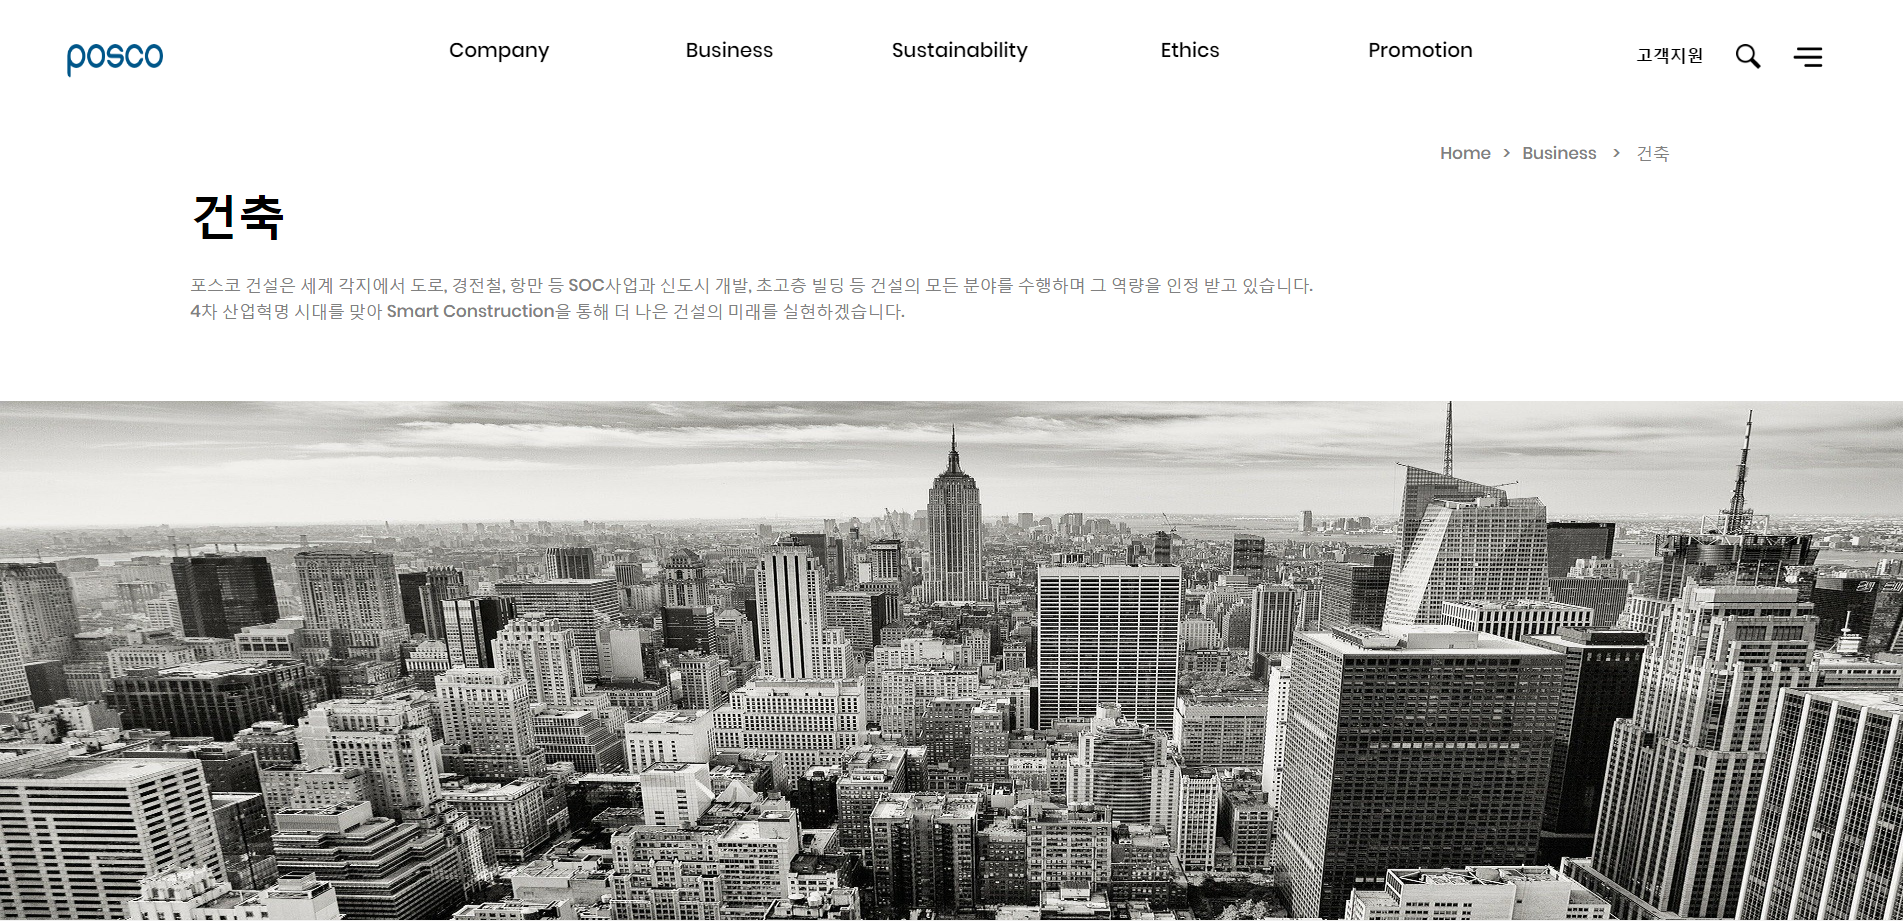 posco
Company Business Sustainability Ethics Promotion 고객지원
Home > Business > 건축
건축
포스코 건설은 세계 각지에서 도로, 경전철, 항만 등 SOC사업과 신도시 개발, 초고층 빌딩 등 건설의 모든 분야를 수행하며 그 역량을 인정 받고 있습니다.
4차 산업혁명 시대를 맞아 Smart Construction을 통해 더 나은 건설의 미래를 실현하겠습니다.